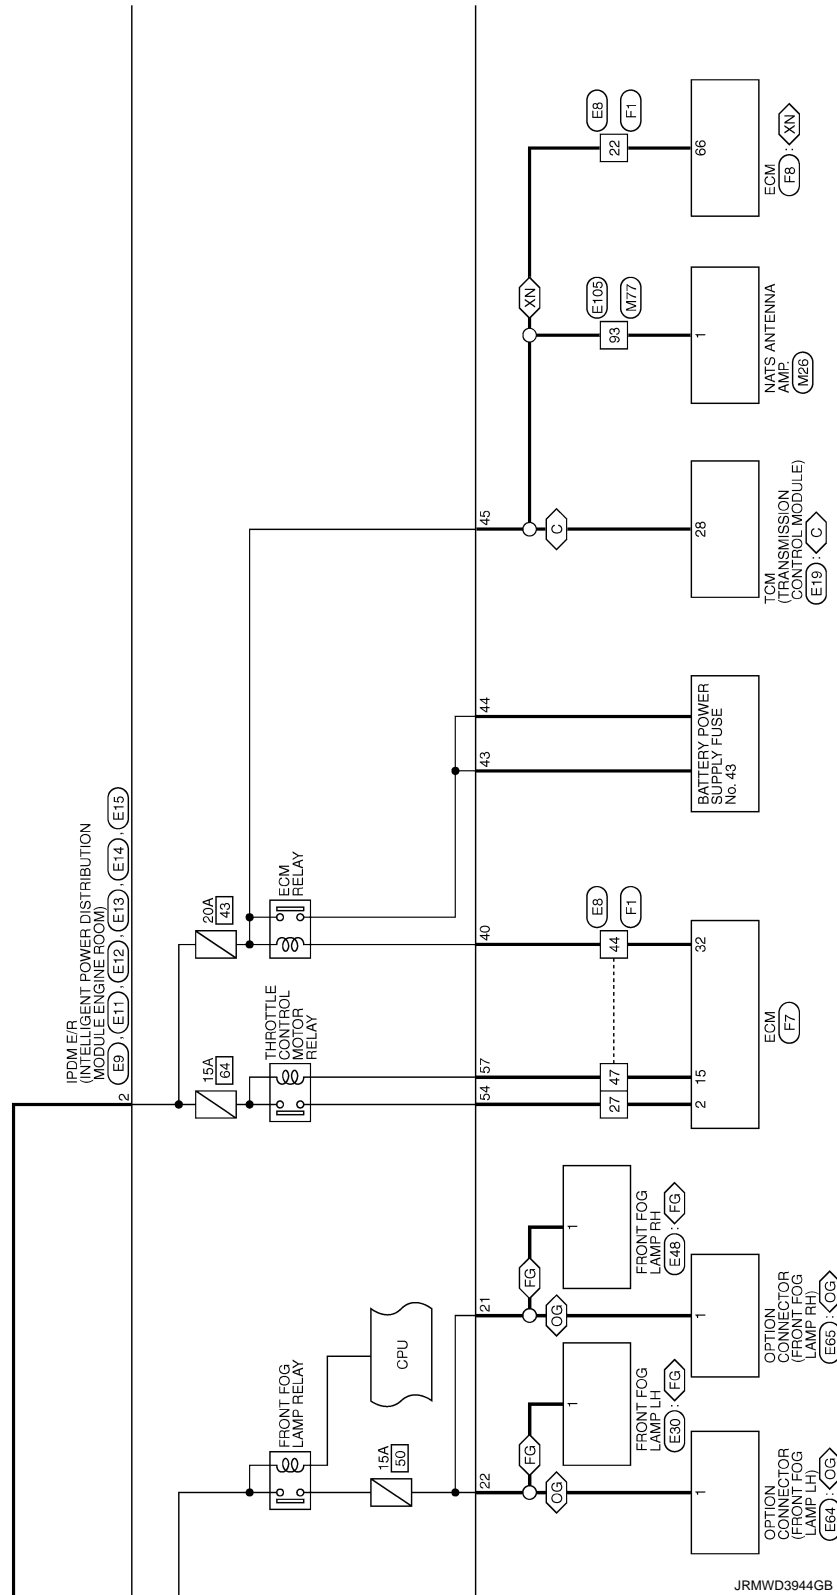 IPDM E/R
(INTELLIGENT POWER DISTRIBUTION
MODULE ENGINE ROOM)
E9 , E11 , E12 , E13 , E14 , E15
2
FRONT FOG
LAMP RELAY
CPU
15A
50
15A
64
THROTTLE
CONTROL
MOTOR
RELAY
20A
43
ECM
RELAY
22
21
54
57
40
43
44
45
FG
OG
FG
OG
C
XN
1
FRONT FOG
LAMP LH
E30 : FG
1
FRONT FOG
LAMP RH
E48 : FG
27
47
44
E8
F1
E105
93
M77
E8
22
F1
1
OPTION
CONNECTOR
(FRONT FOG
LAMP LH)
E64 : OG
1
OPTION
CONNECTOR
(FRONT FOG
LAMP RH)
E65 : OG
2
15
32
ECM
F7
BATTERY POWER
SUPPLY FUSE
No. 43
28
TCM
(TRANSMISSION
CONTROL MODULE)
E19 : C
1
NATS ANTENNA
AMP.
M26
66
ECM
F8 : XN
JRMWD3944GB